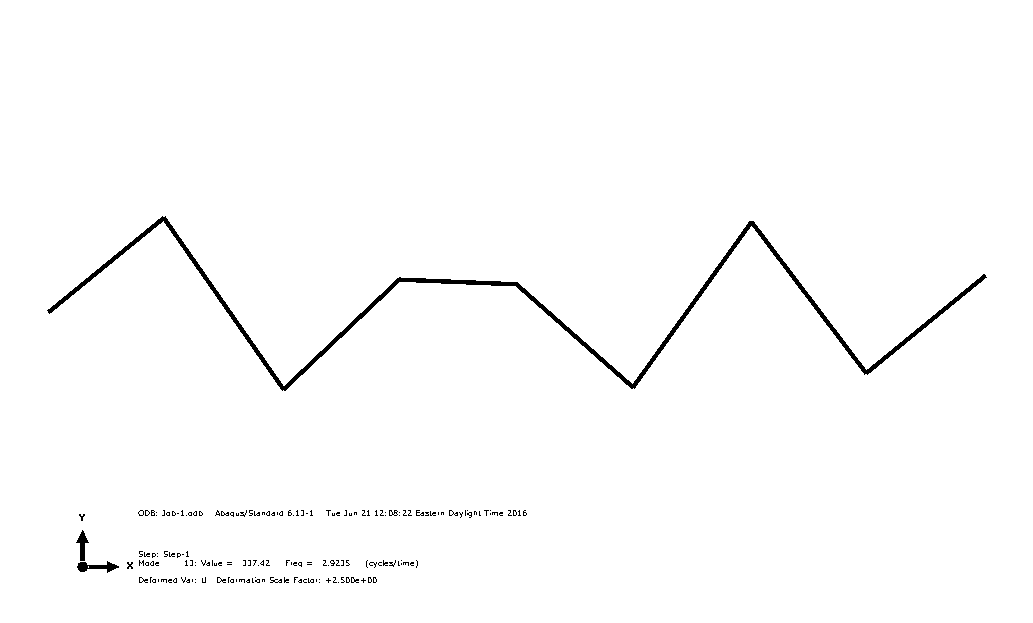 Y
ODB: Job-1.odb Abaqus/Standard 6.13-1 Tue Jun 21 12:08:22 Eastern Daylight Time 2016
X
Step: Step-1
Mode 13: Value = 337.42 Freq = 2.9235 (cycles/time)
Deformed Var: U Deformation Scale Factor: +2.500e+00